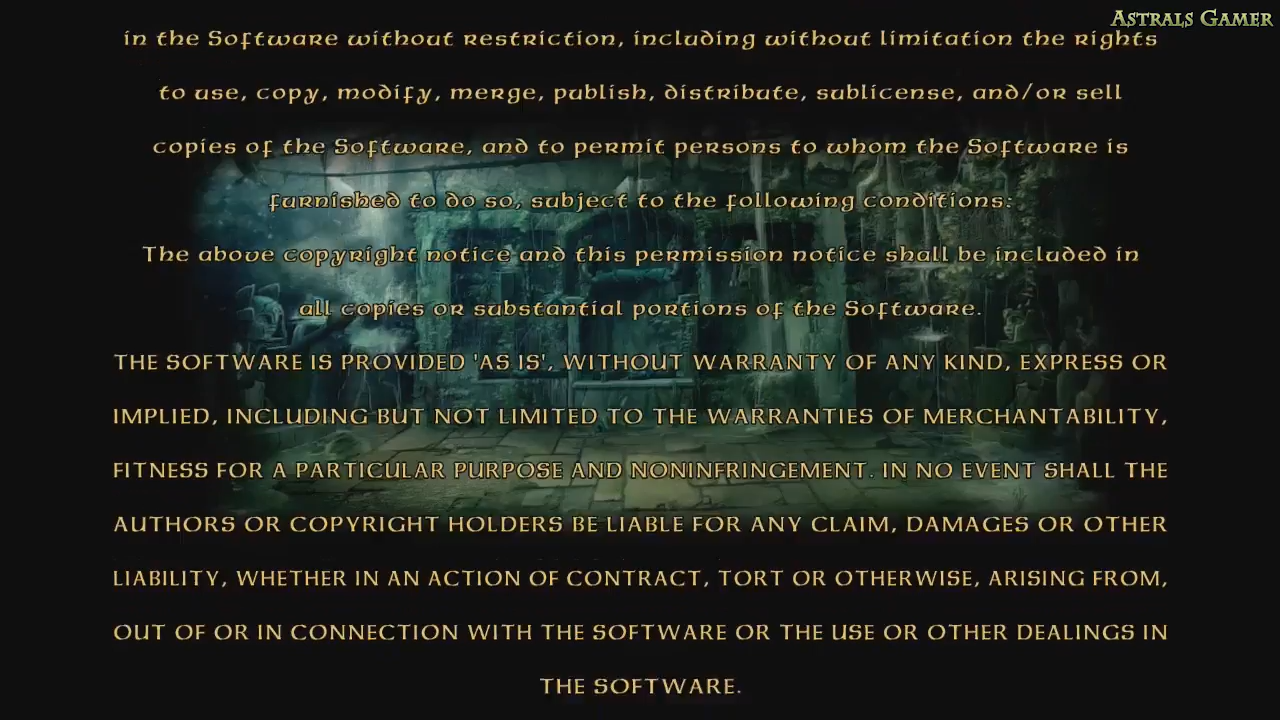 Astrals Gamer
in the Software without restriction, including without limitation the rights
to use, copy, modify, merge, publish, distribute, sublicense, and/or sell
copies of the Software, and to permit persons to whom the Software is
furnished to do so, subject to the following conditions:
The above copyright notice and this permission notice shall be included in
all copies or substantial portions of the Software.
THE SOFTWARE IS PROVIDED 'AS IS', WITHOUT WARRANTY OF ANY KIND, EXPRESS OR
IMPLIED, INCLUDING BUT NOT LIMITED TO THE WARRANTIES OF MERCHANTABILITY,
FITNESS FOR A PARTICULAR PURPOSE AND NONINFRINGEMENT. IN NO EVENT SHALL THE
AUTHORS OR COPYRIGHT HOLDERS BE LIABLE FOR ANY CLAIM, DAMAGES OR OTHER
LIABILITY, WHETHER IN AN ACTION OF CONTRACT, TORT OR OTHERWISE, ARISING FROM,
OUT OF OR IN CONNECTION WITH THE SOFTWARE OR THE USE OR OTHER DEALINGS IN
THE SOFTWARE.